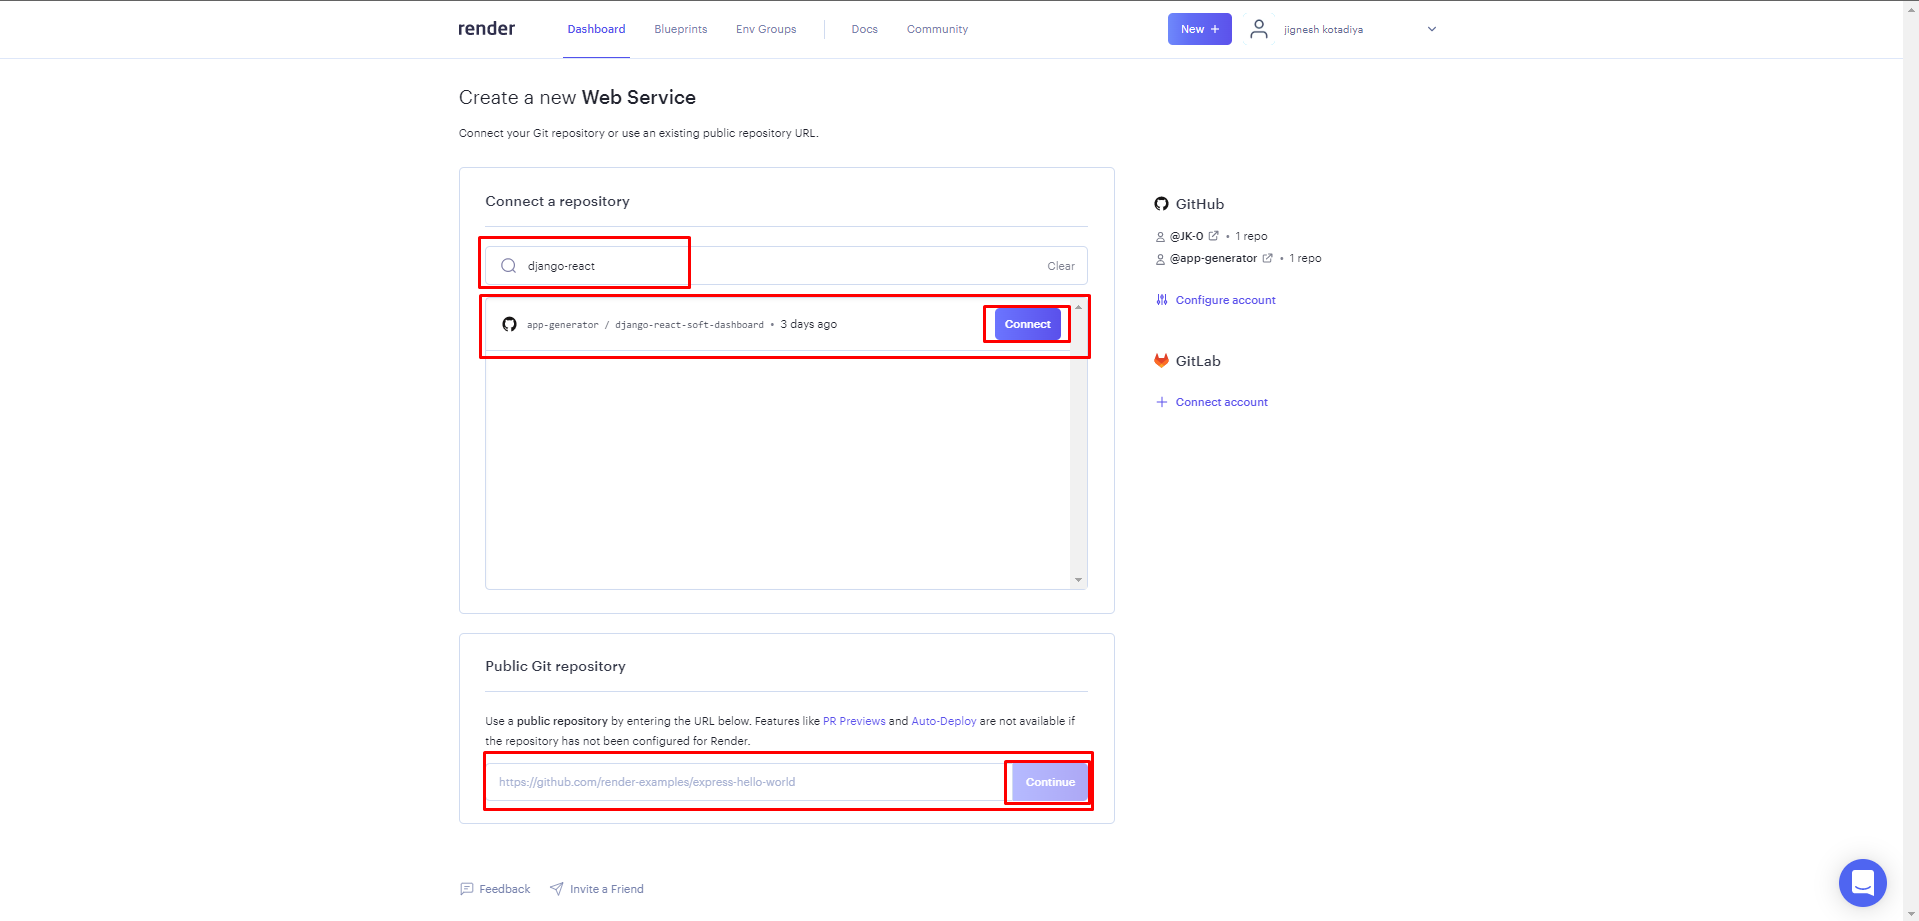 render Dashboard Blueprints Env Groups Docs Community New + jignesh kotadiya
Create a new Web Service
Connect your Git repository or use an existing public repository URL.
Connect a repository
django-react Clear
app-generator / django-react-soft-dashboard • 3 days ago Connect
GitHub
@JK-0 • 1 repo
@app-generator • 1 repo
Configure account
GitLab
+ Connect account
Public Git repository
Use a public repository by entering the URL below. Features like PR Previews and Auto-Deploy are not available if
the repository has not been configured for Render.
https://github.com/render-examples/express-hello-world Continue
Feedback Invite a Friend